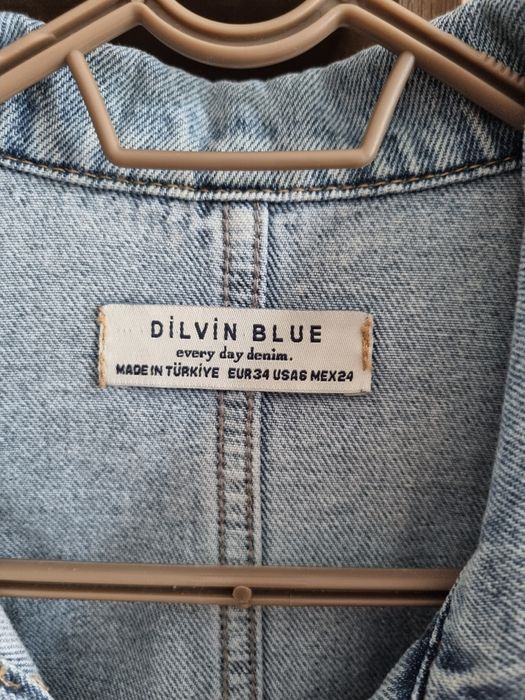 DİLVİN BLUE
every day denim.
MADE IN TÜRKİYE EUR34 USA6 MEX24